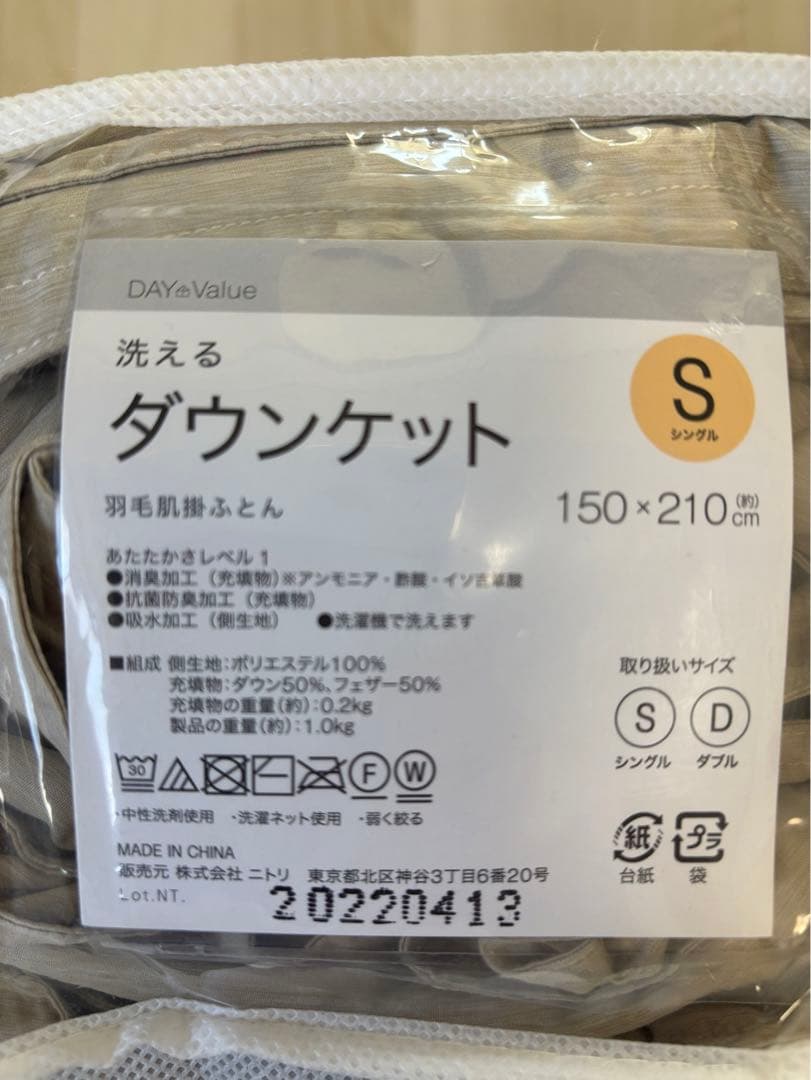 DAY Value
洗える
ダウンケット
S
シングル
羽毛肌掛ふとん
150×210(約)cm
あたたかさレベル1
●消臭加工(充填物)※アンモニア・酢酸・イソ吉草酸
●抗菌防臭加工(充填物)
●吸水加工(側生地) ●洗濯機で洗えます
■組成 側生地:ポリエステル100%
充填物:ダウン50%、フェザー50%
充填物の重量(約):0.2kg
製品の重量(約):1.0kg
取り扱いサイズ
S D
シングル ダブル
30 F W
・中性洗剤使用 ・洗濯ネット使用 ・弱く絞る
紙 プラ
台紙 袋
MADE IN CHINA
販売元 株式会社 ニトリ 東京都北区神谷3丁目6番20号
Lot.NT. 20220413